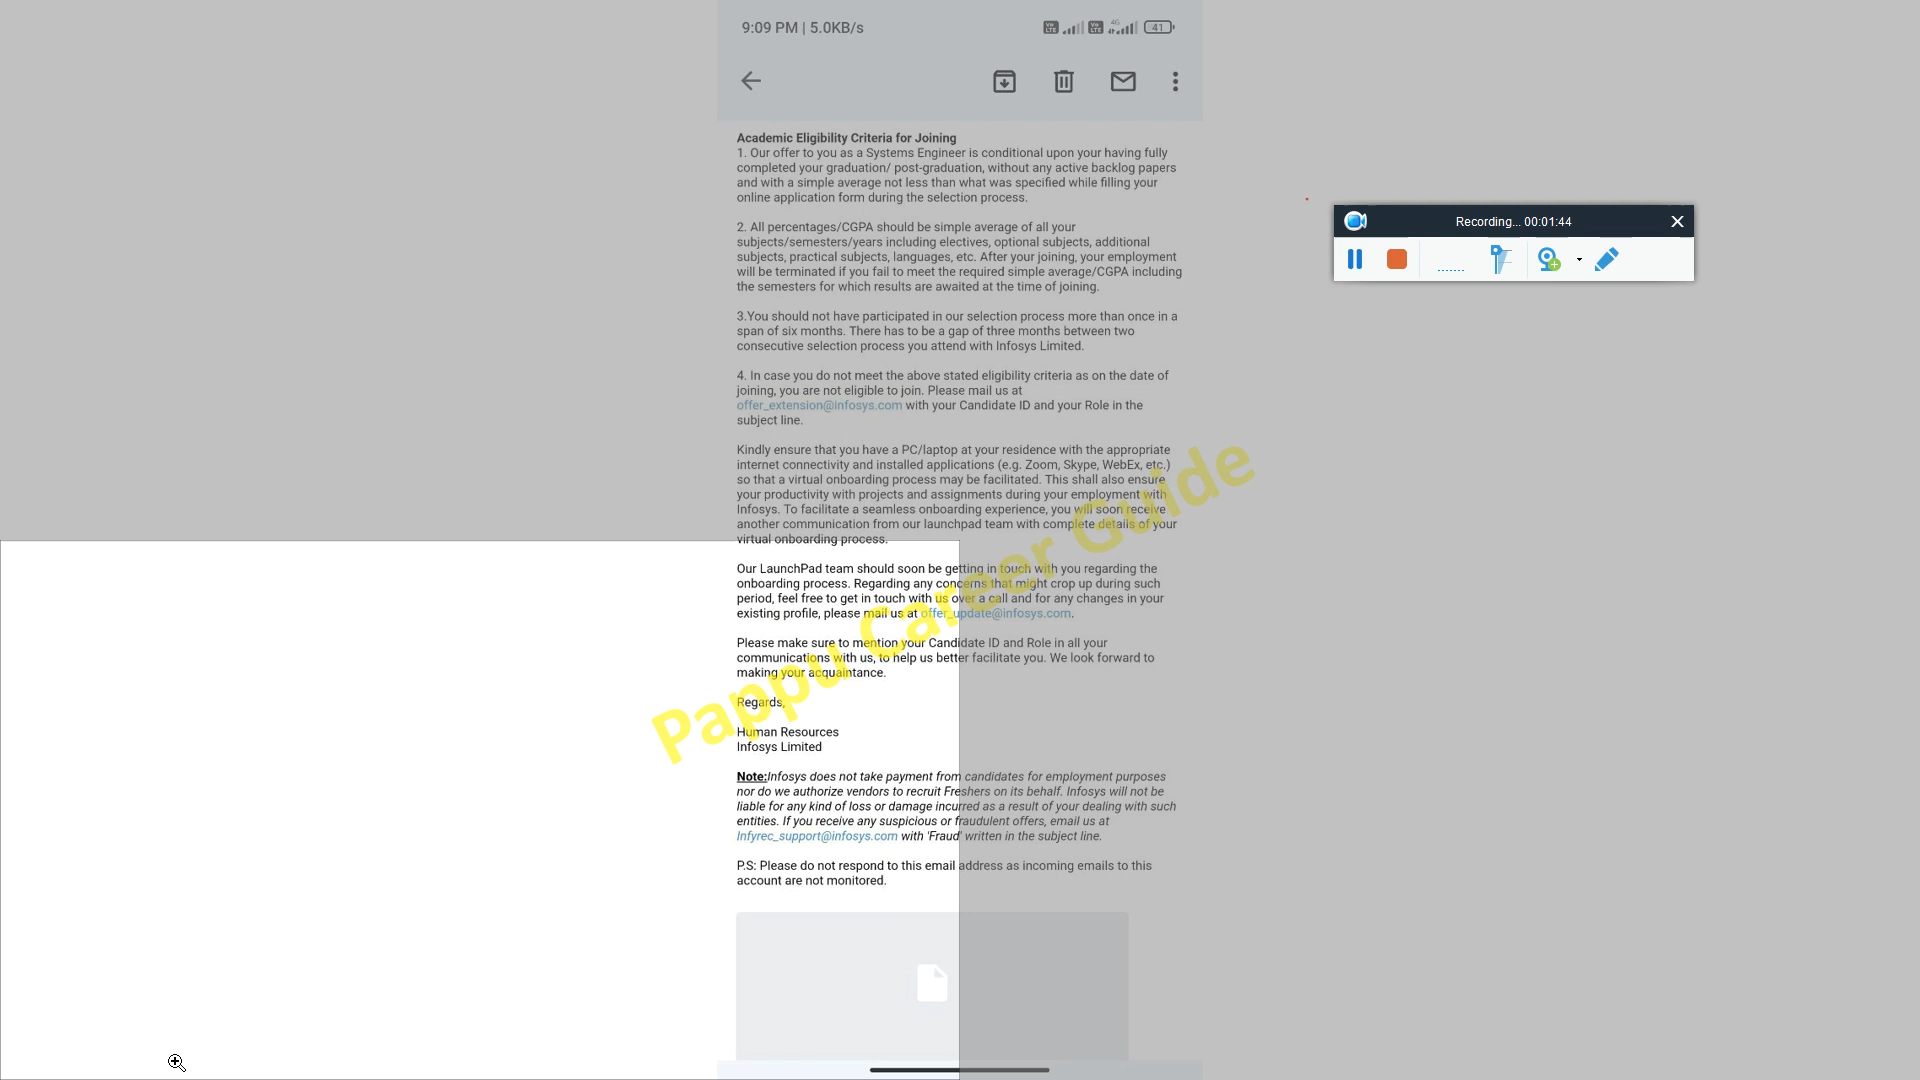 9:09 PM | 5.0KB/s
Vo LTE
Vo LTE
4G
41
Academic Eligibility Criteria for Joining
1. Our offer to you as a Systems Engineer is conditional upon your having fully
completed your graduation/ post-graduation, without any active backlog papers
and with a simple average not less than what was specified while filling your
online application form during the selection process.
2. All percentages/CGPA should be simple average of all your
subjects/semesters/years including electives, optional subjects, additional
subjects, practical subjects, languages, etc. After your joining, your employment
will be terminated if you fail to meet the required simple average/CGPA including
the semesters for which results are awaited at the time of joining.
3.You should not have participated in our selection process more than once in a
span of six months. There has to be a gap of three months between two
consecutive selection process you attend with Infosys Limited.
4. In case you do not meet the above stated eligibility criteria as on the date of
joining, you are not eligible to join. Please mail us at
offer_extension@infosys.com with your Candidate ID and your Role in the
subject line.
Kindly ensure that you have a PC/laptop at your residence with the appropriate
internet connectivity and installed applications (e.g. Zoom, Skype, WebEx, etc.)
so that a virtual onboarding process may be facilitated. This shall also ensure
your productivity with projects and assignments during your employment with
Infosys. To facilitate a seamless onboarding experience, you will soon receive
another communication from our launchpad team with complete details of your
virtual onboarding process.
Our LaunchPad team should soon be getting in touch with you regarding the
onboarding process. Regarding any concerns that might crop up during such
period, feel free to get in touch with us over a call and for any changes in your
existing profile, please mail us at offer_update@infosys.com.
Please make sure to mention your Candidate ID and Role in all your
communications with us, to help us better facilitate you. We look forward to
making your acquaintance.
Regards,
Human Resources
Infosys Limited
Note:Infosys does not take payment from candidates for employment purposes
nor do we authorize vendors to recruit Freshers on its behalf. Infosys will not be
liable for any kind of loss or damage incurred as a result of your dealing with such
entities. If you receive any suspicious or fraudulent offers, email us at
Infyrec_support@infosys.com with 'Fraud' written in the subject line.
P.S: Please do not respond to this email address as incoming emails to this
account are not monitored.
Pappu Career Guide
Recording... 00:01:44